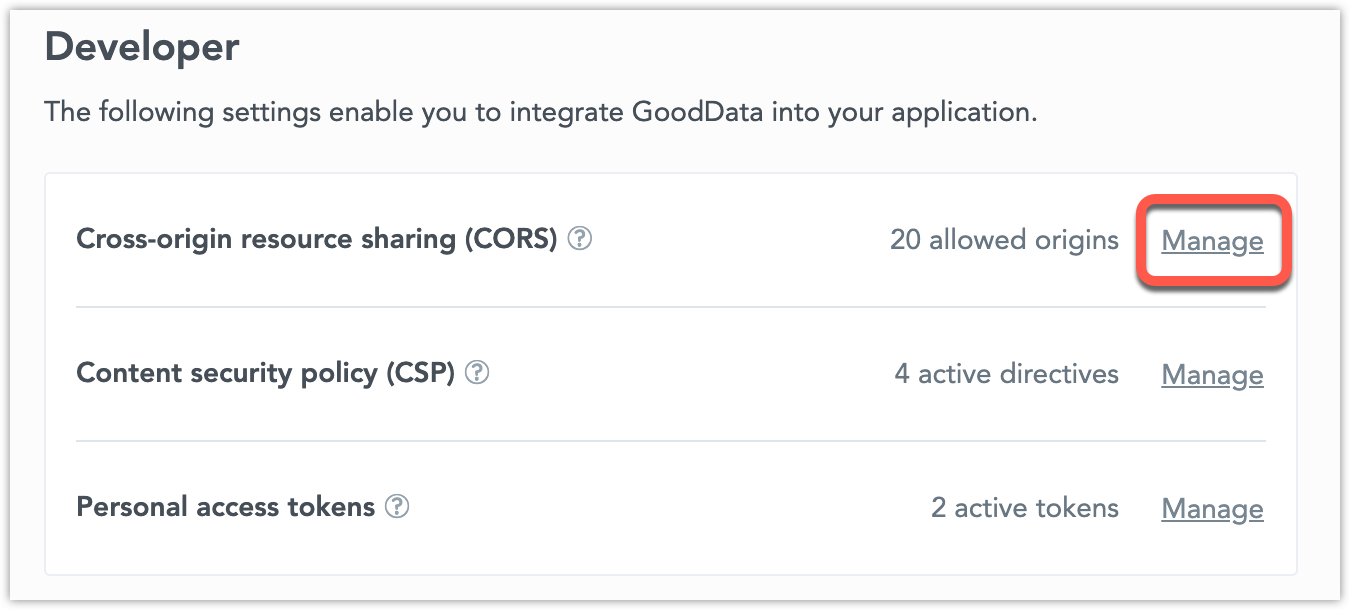 Developer
The following settings enable you to integrate GoodData into your application.
Cross-origin resource sharing (CORS) ? 20 allowed origins Manage
Content security policy (CSP) ? 4 active directives Manage
Personal access tokens ? 2 active tokens Manage